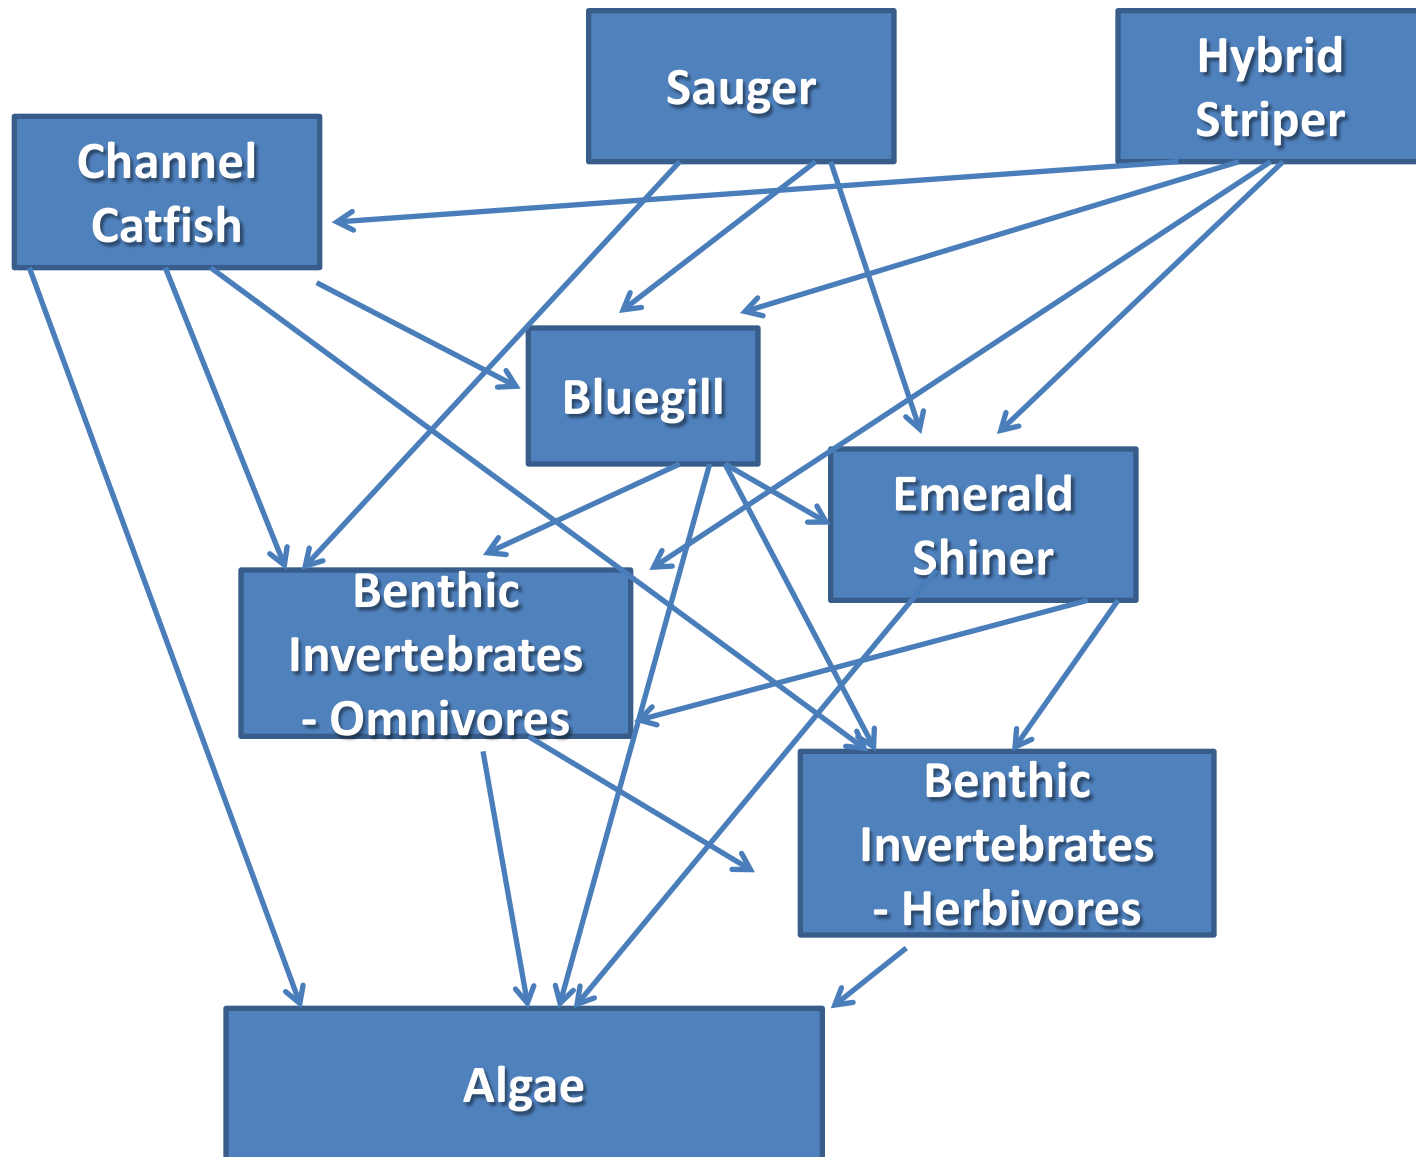 Sauger
Hybrid
Striper
Channel
Catfish
Bluegill
Emerald
Shiner
Benthic
Invertebrates
- Omnivores
Benthic
Invertebrates
- Herbivores
Algae